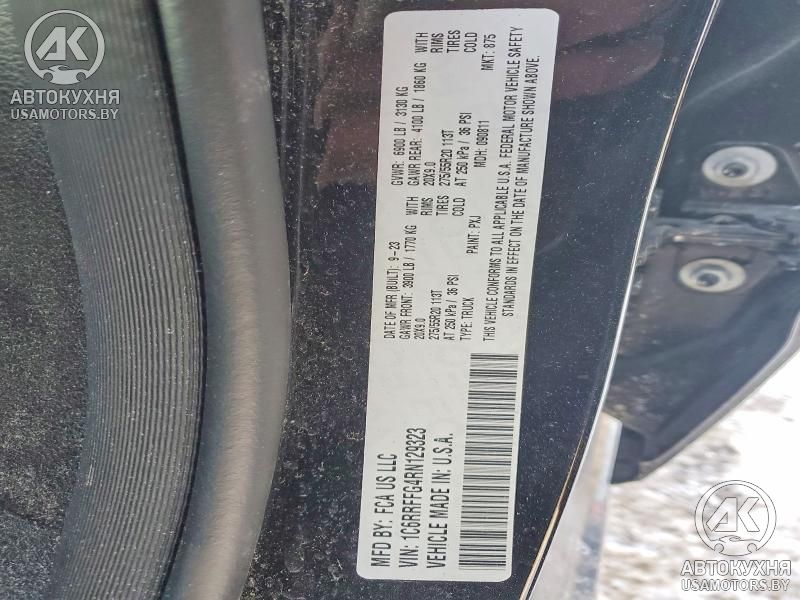 AK
АВТОКУХНЯ
USAMOTORS.BY
MFD BY: FCA US LLC
DATE OF MFR (BUILT): 9-23
GVWR: 6900 LB / 3130 KG
GAWR FRONT: 3900 LB / 1770 KG WITH
20X9.0 RIMS
275/55R20 113T TIRES
AT 250 kPa / 36 PSI COLD
GAWR REAR: 4100 LB / 1860 KG WITH
20X9.0 RIMS
275/55R20 113T TIRES
AT 250 kPa / 36 PSI COLD
VIN: 1C6RRFFG4RN129323
TYPE: TRUCK
PAINT: PXJ
MDH: 090811
MKT: 875
VEHICLE MADE IN: U.S.A.
THIS VEHICLE CONFORMS TO ALL APPLICABLE U.S.A. FEDERAL MOTOR VEHICLE SAFETY
STANDARDS IN EFFECT ON THE DATE OF MANUFACTURE SHOWN ABOVE.
AK
АВТОКУХНЯ
USAMOTORS.BY